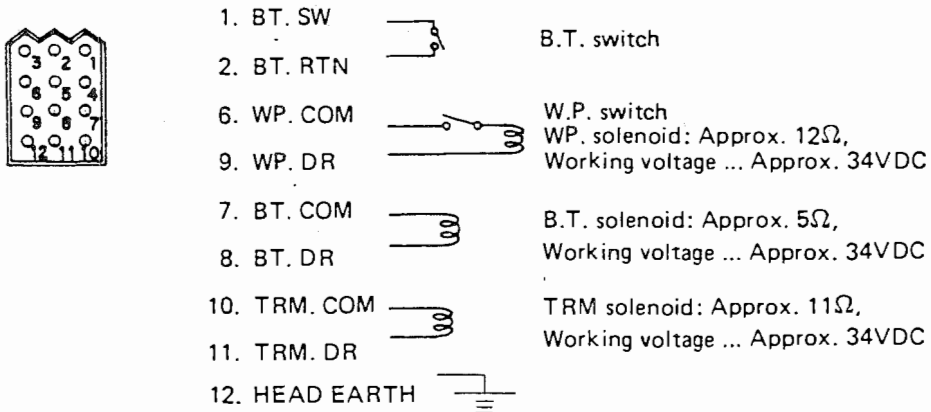 3 2 1
6 5 4
9 8 7
12 11 10
1. BT. SW
B.T. switch
2. BT. RTN
6. WP. COM
W.P. switch
WP. solenoid: Approx. 12Ω,
9. WP. DR
Working voltage ... Approx. 34VDC
7. BT. COM
B.T. solenoid: Approx. 5Ω,
8. BT. DR
Working voltage ... Approx. 34VDC
10. TRM. COM
TRM solenoid: Approx. 11Ω,
11. TRM. DR
Working voltage ... Approx. 34VDC
12. HEAD EARTH